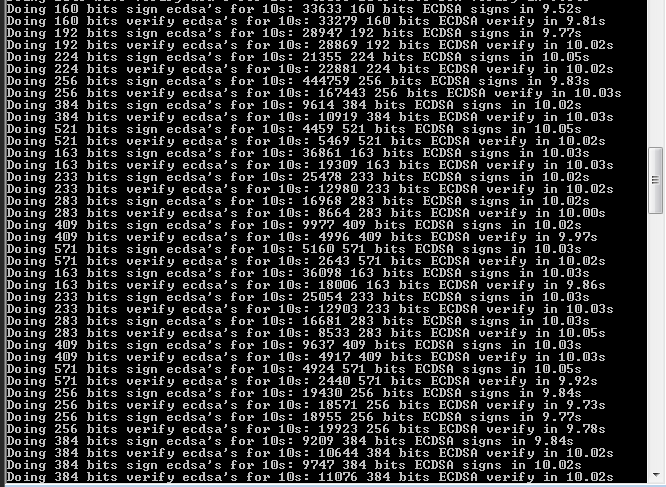 Doing 160 bits sign ecdsa's for 10s: 33633 160 bits ECDSA signs in 9.52s
Doing 160 bits verify ecdsa's for 10s: 33279 160 bits ECDSA verify in 9.81s
Doing 192 bits sign ecdsa's for 10s: 28947 192 bits ECDSA signs in 9.77s
Doing 192 bits verify ecdsa's for 10s: 28869 192 bits ECDSA verify in 10.02s
Doing 224 bits sign ecdsa's for 10s: 21355 224 bits ECDSA signs in 10.05s
Doing 224 bits verify ecdsa's for 10s: 22881 224 bits ECDSA verify in 10.02s
Doing 256 bits sign ecdsa's for 10s: 444759 256 bits ECDSA signs in 9.83s
Doing 256 bits verify ecdsa's for 10s: 167443 256 bits ECDSA verify in 10.03s
Doing 384 bits sign ecdsa's for 10s: 9614 384 bits ECDSA signs in 10.02s
Doing 384 bits verify ecdsa's for 10s: 10919 384 bits ECDSA verify in 10.03s
Doing 521 bits sign ecdsa's for 10s: 4459 521 bits ECDSA signs in 10.05s
Doing 521 bits verify ecdsa's for 10s: 5469 521 bits ECDSA verify in 10.02s
Doing 163 bits sign ecdsa's for 10s: 36861 163 bits ECDSA signs in 10.03s
Doing 163 bits verify ecdsa's for 10s: 19309 163 bits ECDSA verify in 10.03s
Doing 233 bits sign ecdsa's for 10s: 25478 233 bits ECDSA signs in 10.02s
Doing 233 bits verify ecdsa's for 10s: 12980 233 bits ECDSA verify in 10.02s
Doing 283 bits sign ecdsa's for 10s: 16968 283 bits ECDSA signs in 10.02s
Doing 283 bits verify ecdsa's for 10s: 8664 283 bits ECDSA verify in 10.00s
Doing 409 bits sign ecdsa's for 10s: 9977 409 bits ECDSA signs in 10.02s
Doing 409 bits verify ecdsa's for 10s: 4996 409 bits ECDSA verify in 9.97s
Doing 571 bits sign ecdsa's for 10s: 5160 571 bits ECDSA signs in 10.03s
Doing 571 bits verify ecdsa's for 10s: 2643 571 bits ECDSA verify in 10.02s
Doing 163 bits sign ecdsa's for 10s: 36098 163 bits ECDSA signs in 10.03s
Doing 163 bits verify ecdsa's for 10s: 18006 163 bits ECDSA verify in 9.86s
Doing 233 bits sign ecdsa's for 10s: 25054 233 bits ECDSA signs in 10.03s
Doing 233 bits verify ecdsa's for 10s: 12903 233 bits ECDSA verify in 10.03s
Doing 283 bits sign ecdsa's for 10s: 16681 283 bits ECDSA signs in 10.03s
Doing 283 bits verify ecdsa's for 10s: 8533 283 bits ECDSA verify in 10.05s
Doing 409 bits sign ecdsa's for 10s: 9637 409 bits ECDSA signs in 10.03s
Doing 409 bits verify ecdsa's for 10s: 4917 409 bits ECDSA verify in 10.03s
Doing 571 bits sign ecdsa's for 10s: 4924 571 bits ECDSA signs in 10.05s
Doing 571 bits verify ecdsa's for 10s: 2440 571 bits ECDSA verify in 9.92s
Doing 256 bits sign ecdsa's for 10s: 19430 256 bits ECDSA signs in 9.84s
Doing 256 bits verify ecdsa's for 10s: 18571 256 bits ECDSA verify in 9.73s
Doing 256 bits sign ecdsa's for 10s: 18955 256 bits ECDSA signs in 9.77s
Doing 256 bits verify ecdsa's for 10s: 19923 256 bits ECDSA verify in 9.78s
Doing 384 bits sign ecdsa's for 10s: 9209 384 bits ECDSA signs in 9.84s
Doing 384 bits verify ecdsa's for 10s: 10644 384 bits ECDSA verify in 10.02s
Doing 384 bits sign ecdsa's for 10s: 9747 384 bits ECDSA signs in 10.02s
Doing 384 bits verify ecdsa's for 10s: 11076 384 bits ECDSA verify in 10.02s